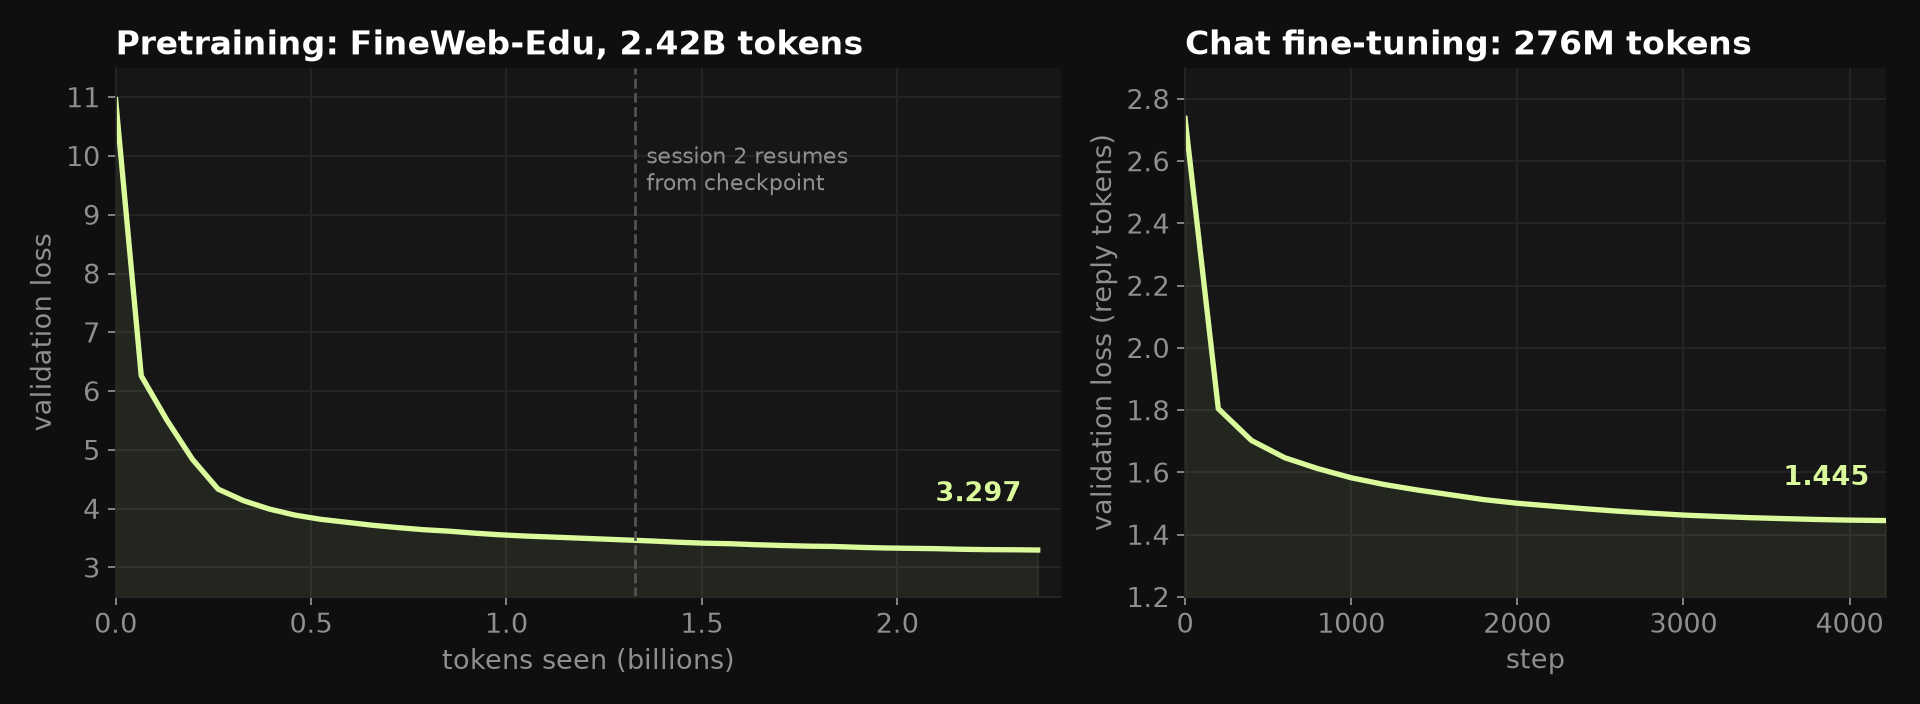 Pretraining: FineWeb-Edu, 2.42B tokens
validation loss
11
10
9
8
7
6
5
4
3
session 2 resumes
from checkpoint
3.297
0.0 0.5 1.0 1.5 2.0
tokens seen (billions)
Chat fine-tuning: 276M tokens
validation loss (reply tokens)
2.8
2.6
2.4
2.2
2.0
1.8
1.6
1.4
1.2
1.445
0 1000 2000 3000 4000
step